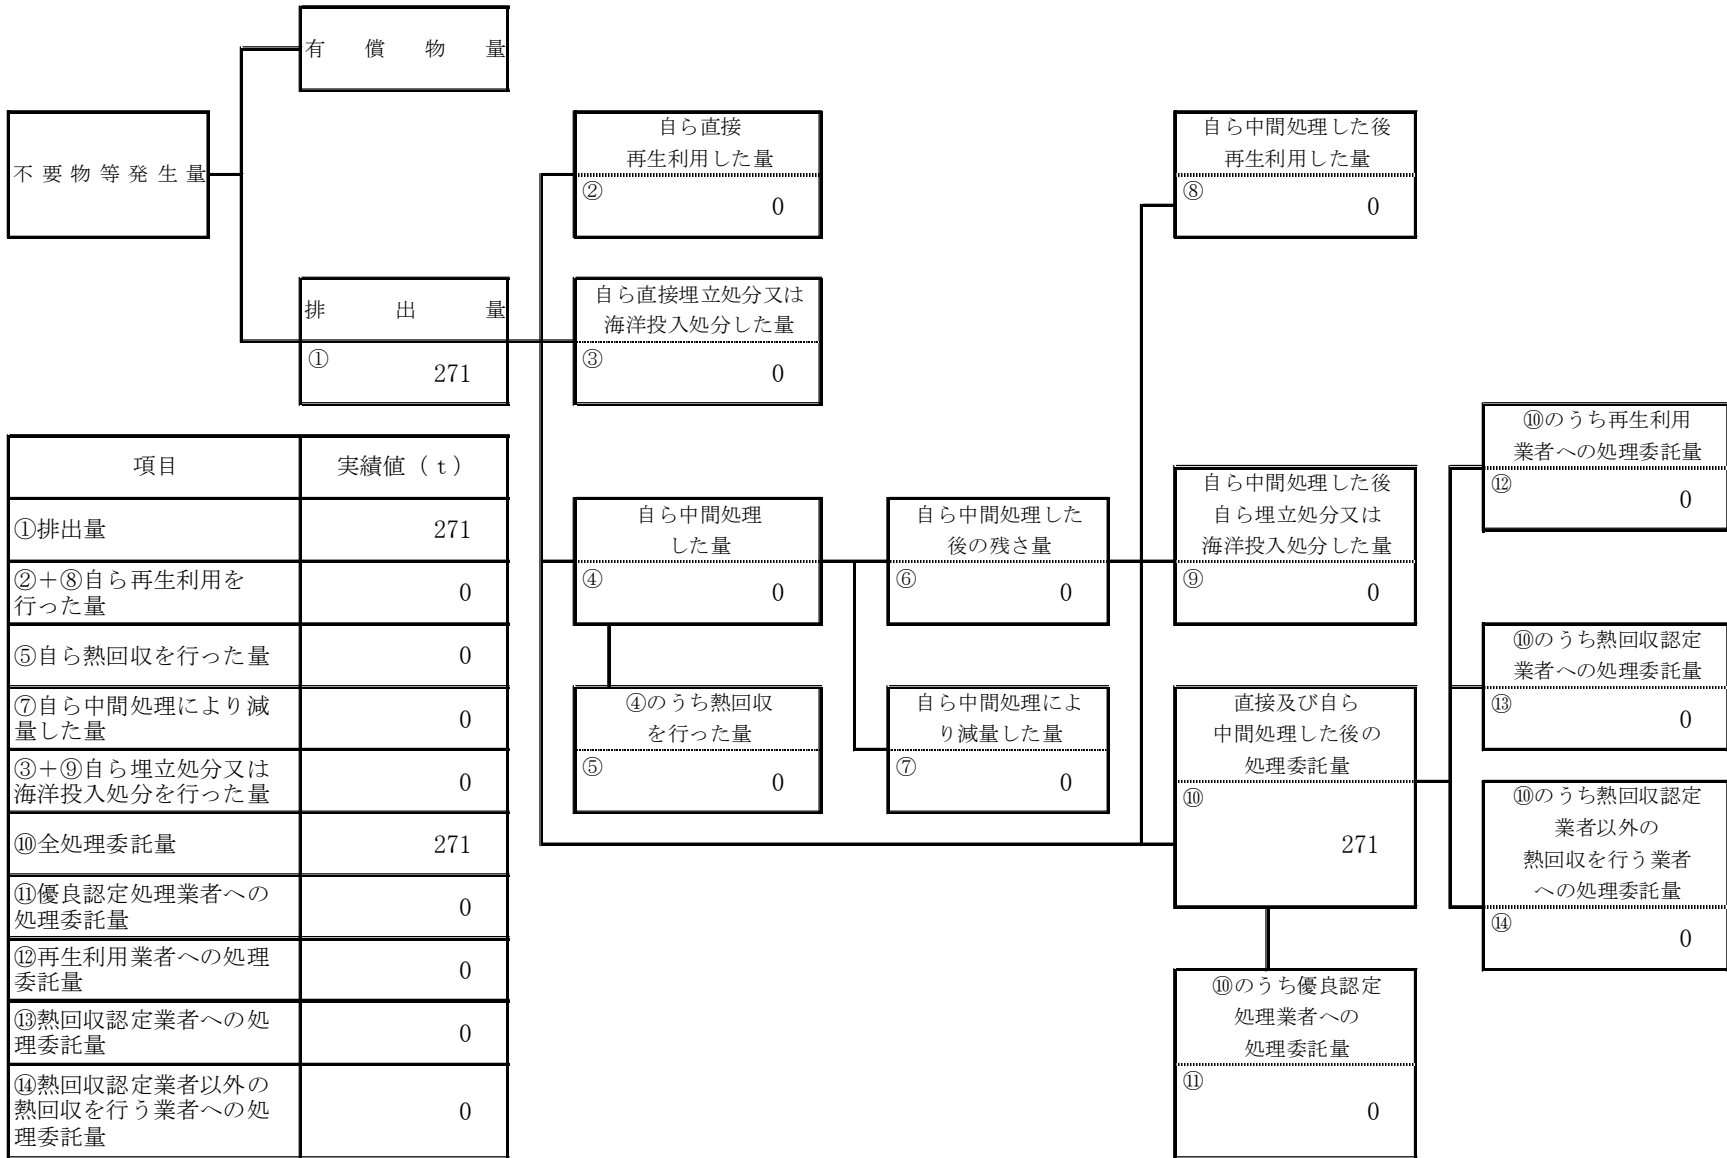 有償物量
不要物等発生量
排出量
①
271
自ら直接
再生利用した量
②
0
自ら直接埋立処分又は
海洋投入処分した量
③
0
自ら中間処理
した量
④
0
④のうち熱回収
を行った量
⑤
0
自ら中間処理した
後の残さ量
⑥
0
自ら中間処理によ
り減量した量
⑦
0
自ら中間処理した後
再生利用した量
⑧
0
自ら中間処理した後
自ら埋立処分又は
海洋投入処分した量
⑨
0
直接及び自ら
中間処理した後の
処理委託量
⑩
271
⑩のうち優良認定
処理業者への
処理委託量
⑪
0
⑩のうち再生利用
業者への処理委託量
⑫
0
⑩のうち熱回収認定
業者への処理委託量
⑬
0
⑩のうち熱回収認定
業者以外の
熱回収を行う業者
への処理委託量
⑭
0
項目 実績値（ｔ）
①排出量 271
②＋⑧自ら再生利用を
行った量 0
⑤自ら熱回収を行った量 0
⑦自ら中間処理により減
量した量 0
③＋⑨自ら埋立処分又は
海洋投入処分を行った量 0
⑩全処理委託量 271
⑪優良認定処理業者への
処理委託量 0
⑫再生利用業者への処理
委託量 0
⑬熱回収認定業者への処
理委託量 0
⑭熱回収認定業者以外の
熱回収を行う業者への処
理委託量 0